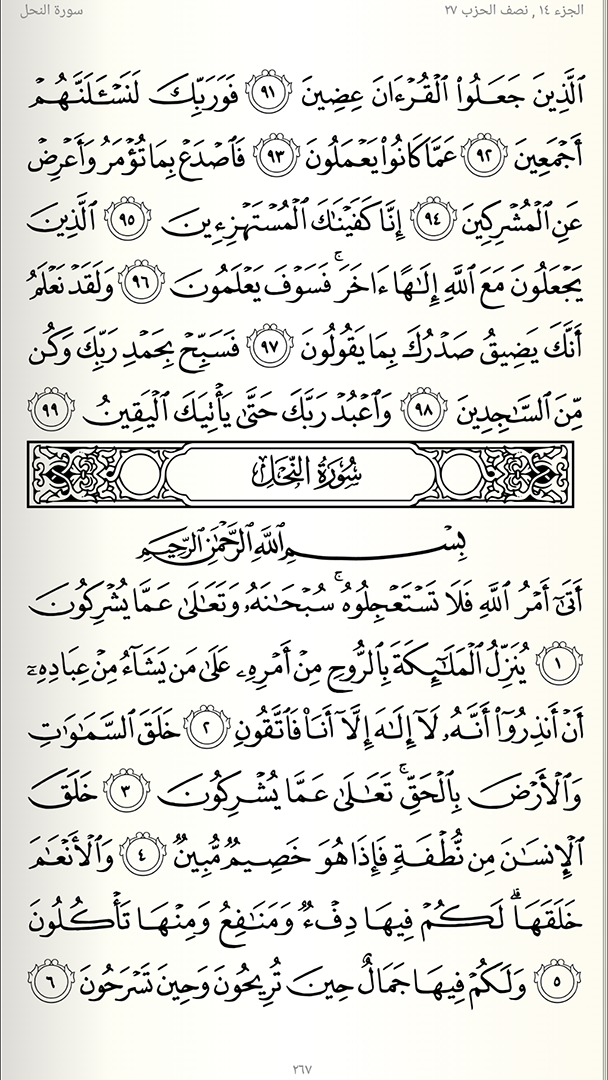 الجزء ١٤ , نصف الحزب ٢٧
سورة النحل
ٱلَّذِينَ جَعَلُواْ ٱلْقُرْءَانَ عِضِينَ ٩١ فَوَرَبِّكَ لَنَسْـَٔلَنَّهُمْ
أَجْمَعِينَ ٩٢ عَمَّا كَانُواْ يَعْمَلُونَ ٩٣ فَٱصْدَعْ بِمَا تُؤْمَرُ وَأَعْرِضْ
عَنِ ٱلْمُشْرِكِينَ ٩٤ إِنَّا كَفَيْنَٰكَ ٱلْمُسْتَهْزِءِينَ ٩٥ ٱلَّذِينَ
يَجْعَلُونَ مَعَ ٱللَّهِ إِلَٰهًا ءَاخَرَ ۚ فَسَوْفَ يَعْلَمُونَ ٩٦ وَلَقَدْ نَعْلَمُ
أَنَّكَ يَضِيقُ صَدْرُكَ بِمَا يَقُولُونَ ٩٧ فَسَبِّحْ بِحَمْدِ رَبِّكَ وَكُن
مِّنَ ٱلسَّٰجِدِينَ ٩٨ وَٱعْبُدْ رَبَّكَ حَتَّىٰ يَأْتِيَكَ ٱلْيَقِينُ ٩٩
سُورَةُ النَّحْلِ
بِسْمِ ٱللَّهِ ٱلرَّحْمَٰنِ ٱلرَّحِيمِ
أَتَىٰٓ أَمْرُ ٱللَّهِ فَلَا تَسْتَعْجِلُوهُ ۚ سُبْحَٰنَهُۥ وَتَعَٰلَىٰ عَمَّا يُشْرِكُونَ
١ يُنَزِّلُ ٱلْمَلَٰٓئِكَةَ بِٱلرُّوحِ مِنْ أَمْرِهِۦ عَلَىٰ مَن يَشَآءُ مِنْ عِبَادِهِۦٓ
أَنْ أَنذِرُوٓاْ أَنَّهُۥ لَآ إِلَٰهَ إِلَّآ أَنَا۠ فَٱتَّقُونِ ٢ خَلَقَ ٱلسَّمَٰوَٰتِ
وَٱلْأَرْضَ بِٱلْحَقِّ ۚ تَعَٰلَىٰ عَمَّا يُشْرِكُونَ ٣ خَلَقَ
ٱلْإِنسَٰنَ مِن نُّطْفَةٍ فَإِذَا هُوَ خَصِيمٌ مُّبِينٌ ٤ وَٱلْأَنْعَٰمَ
خَلَقَهَا ۗ لَكُمْ فِيهَا دِفْءٌ وَمَنَٰفِعُ وَمِنْهَا تَأْكُلُونَ
٥ وَلَكُمْ فِيهَا جَمَالٌ حِينَ تُرِيحُونَ وَحِينَ تَسْرَحُونَ ٦
٢٦٧